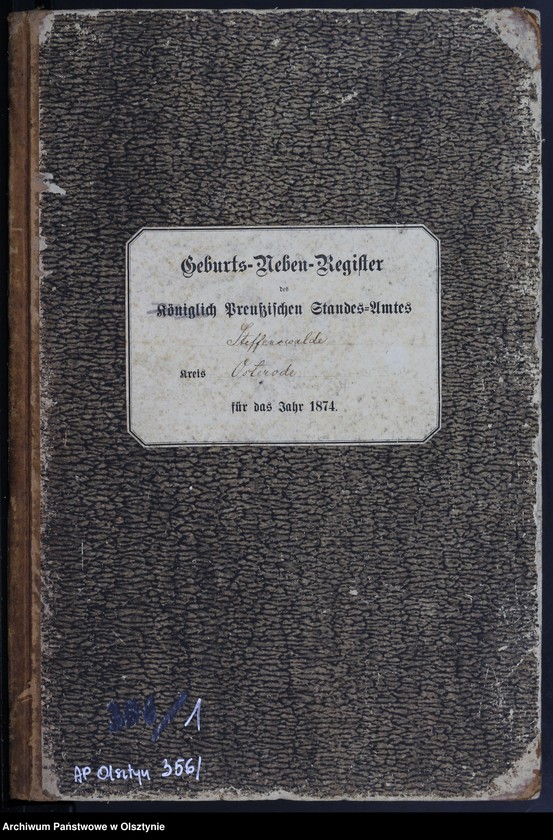 Geburts-Neben-Register
des
Königlich Preußischen Standes-Amtes
Steffenswalde
Kreis Osterode
für das Jahr 1874.
/1
AP Olsztyn 356/
Archiwum Państwowe w Olsztynie